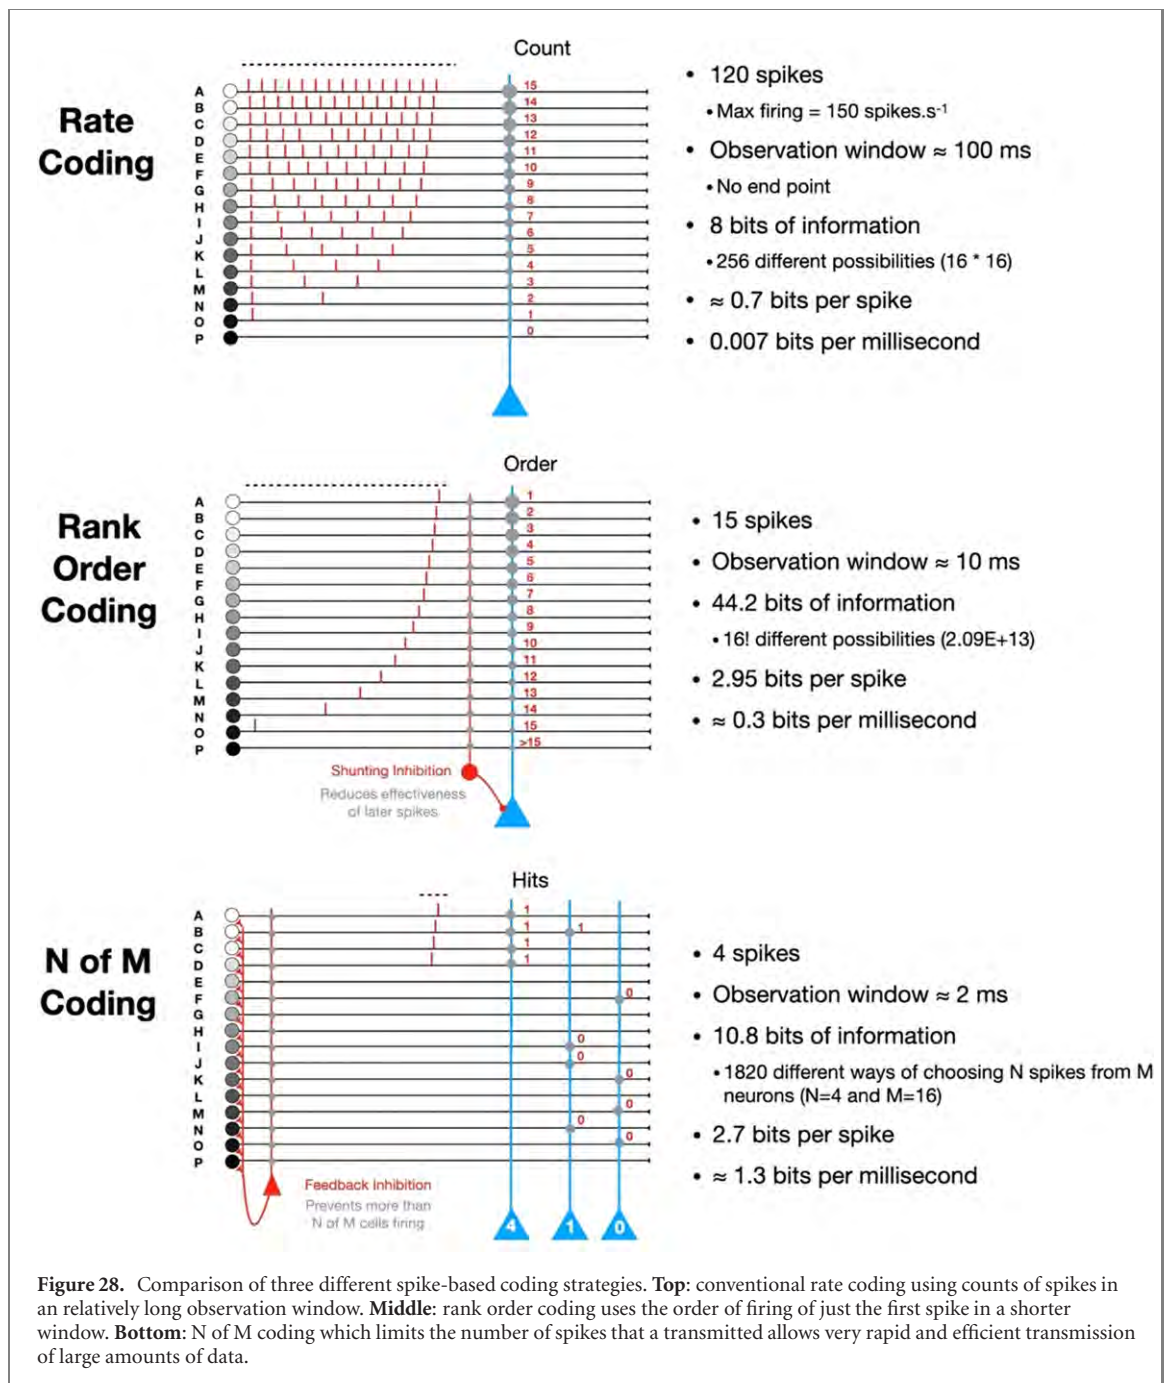 Rate
Coding
Count
A 15
B 14
C 13
D 12
E 11
F 10
G 9
H 8
I 7
J 6
K 5
L 4
M 3
N 2
O 1
P 0
• 120 spikes
• Max firing = 150 spikes.s-1
• Observation window ≈ 100 ms
• No end point
• 8 bits of information
• 256 different possibilities (16 * 16)
• ≈ 0.7 bits per spike
• 0.007 bits per millisecond
Rank
Order
Coding
Order
A 1
B 2
C 3
D 4
E 5
F 6
G 7
H 8
I 9
J 10
K 11
L 12
M 13
N 14
O 15
P >15
Shunting Inhibition
Reduces effectiveness
of later spikes
• 15 spikes
• Observation window ≈ 10 ms
• 44.2 bits of information
• 16! different possibilities (2.09E+13)
• 2.95 bits per spike
• ≈ 0.3 bits per millisecond
N of M
Coding
Hits
A 1
B 1 1
C 1
D 1
E
F 0
G
H
I 0
J 0
K 0
L
M 0
N 0
O 0
P
Feedback Inhibition
Prevents more than
N of M cells firing
4 1 0
• 4 spikes
• Observation window ≈ 2 ms
• 10.8 bits of information
• 1820 different ways of choosing N spikes from M
neurons (N=4 and M=16)
• 2.7 bits per spike
• ≈ 1.3 bits per millisecond
Figure 28. Comparison of three different spike-based coding strategies. Top: conventional rate coding using counts of spikes in
an relatively long observation window. Middle: rank order coding uses the order of firing of just the first spike in a shorter
window. Bottom: N of M coding which limits the number of spikes that a transmitted allows very rapid and efficient transmission
of large amounts of data.